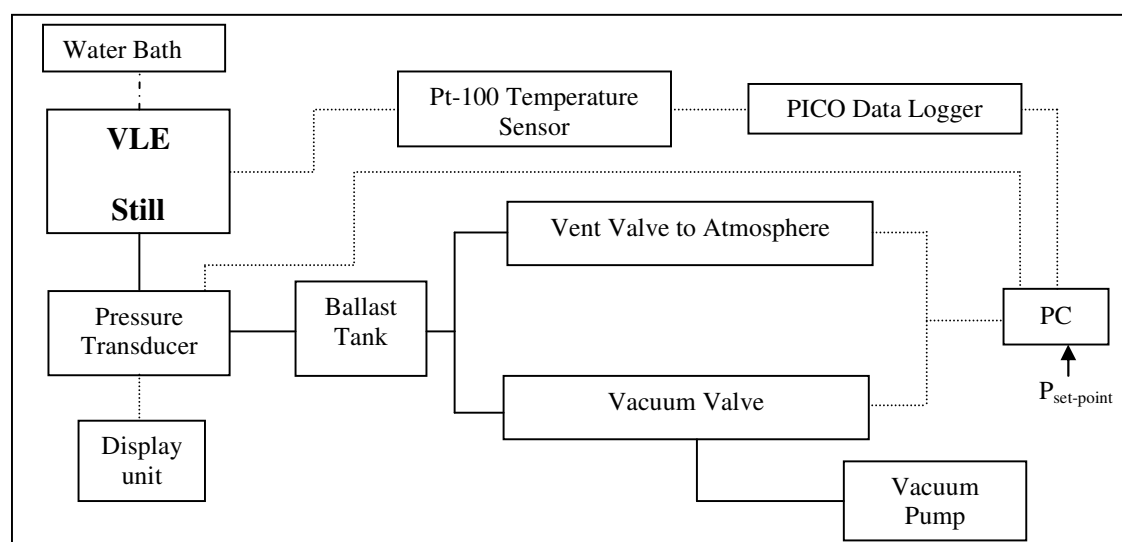 Water Bath
VLE
Still
Pt-100 Temperature
Sensor
PICO Data Logger
Vent Valve to Atmosphere
Pressure
Transducer
Ballast
Tank
PC
P set-point
Vacuum Valve
Display
unit
Vacuum
Pump